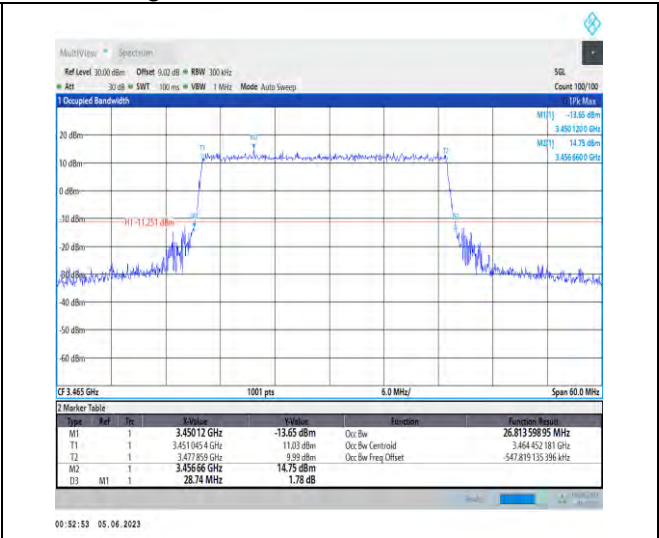 MultiView Spectrum
Ref Level 30.00 dBm Offset 9.02 dB RBW 300 kHz SGL
Att 30 dB SWT 100 ms VBW 1 MHz Mode Auto Sweep Count 100/100
1 Occupied Bandwidth 1Pk Max
M1[1] -13.65 dBm
3.450 1200 GHz
20 dBm M2[1] 14.75 dBm
3.456 6600 GHz
T1 T2
10 dBm
0 dBm
-10 dBm
H1 -11.251 dBm
-20 dBm
-40 dBm
-50 dBm
-60 dBm
CF 3.465 GHz 1001 pts 6.0 MHz/ Span 60.0 MHz
2 Marker Table
Type Ref Trc X-Value Y-Value Function Function Result
M1 1 3.45012 GHz -13.65 dBm Occ Bw 26.813 598 95 MHz
T1 1 3.451 045 4 GHz 11.03 dBm Occ Bw Centroid 3.464 452 181 GHz
T2 1 3.477 859 GHz 9.99 dBm Occ Bw Freq Offset -547.819 135 396 kHz
M2 1 3.45666 GHz 14.75 dBm
D3 M1 1 28.74 MHz 1.78 dB
00:52:53 05.06.2023